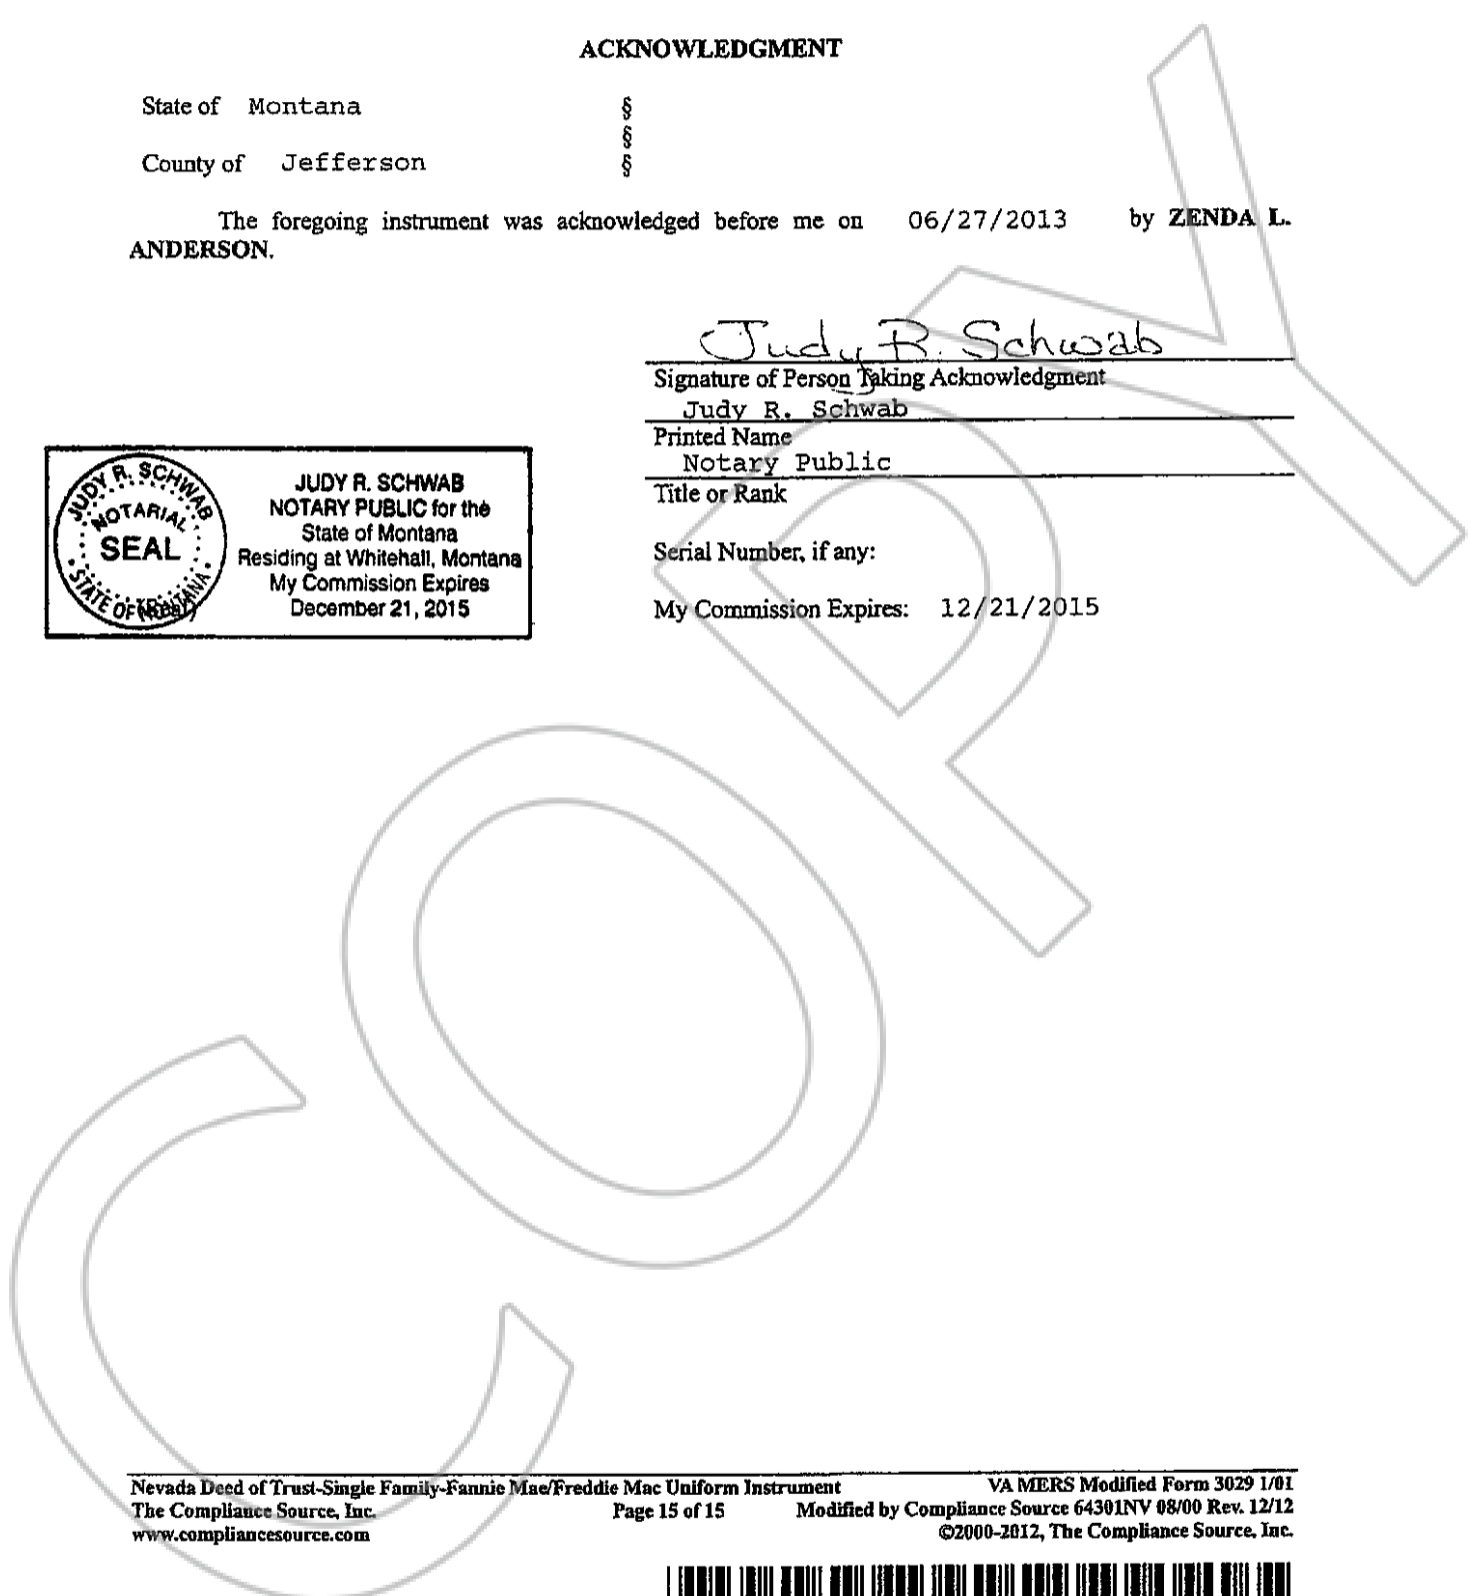 ACKNOWLEDGMENT
State of Montana §
§
County of Jefferson §
The foregoing instrument was acknowledged before me on 06/27/2013 by ZENDA L.
ANDERSON.
Judy R. Schwab
Signature of Person Taking Acknowledgment
Judy R. Schwab
Printed Name
Notary Public
Title or Rank
Serial Number, if any:
My Commission Expires: 12/21/2015
JUDY R. SCHWAB
NOTARIAL
SEAL
STATE OF MONTANA
(Seal)
JUDY R. SCHWAB
NOTARY PUBLIC for the
State of Montana
Residing at Whitehall, Montana
My Commission Expires
December 21, 2015
COPY
Nevada Deed of Trust-Single Family-Fannie Mae/Freddie Mac Uniform Instrument VA MERS Modified Form 3029 1/01
The Compliance Source, Inc. Page 15 of 15 Modified by Compliance Source 64301NV 08/00 Rev. 12/12
www.compliancesource.com ©2000-2012, The Compliance Source, Inc.